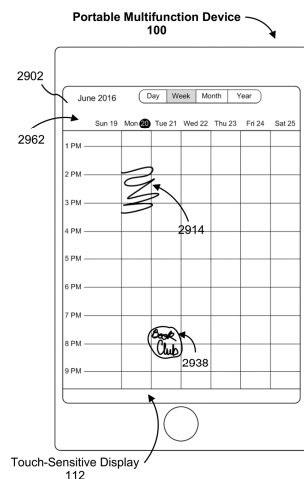 Portable Multifunction Device
100
2902
June 2016 Day Week Month Year
2962
Sun 19 Mon 20 Tue 21 Wed 22 Thu 23 Fri 24 Sat 25
1 PM
2 PM
3 PM
2914
4 PM
5 PM
6 PM
7 PM
Book
8 PM
Club
2938
9 PM
Touch-Sensitive Display
112